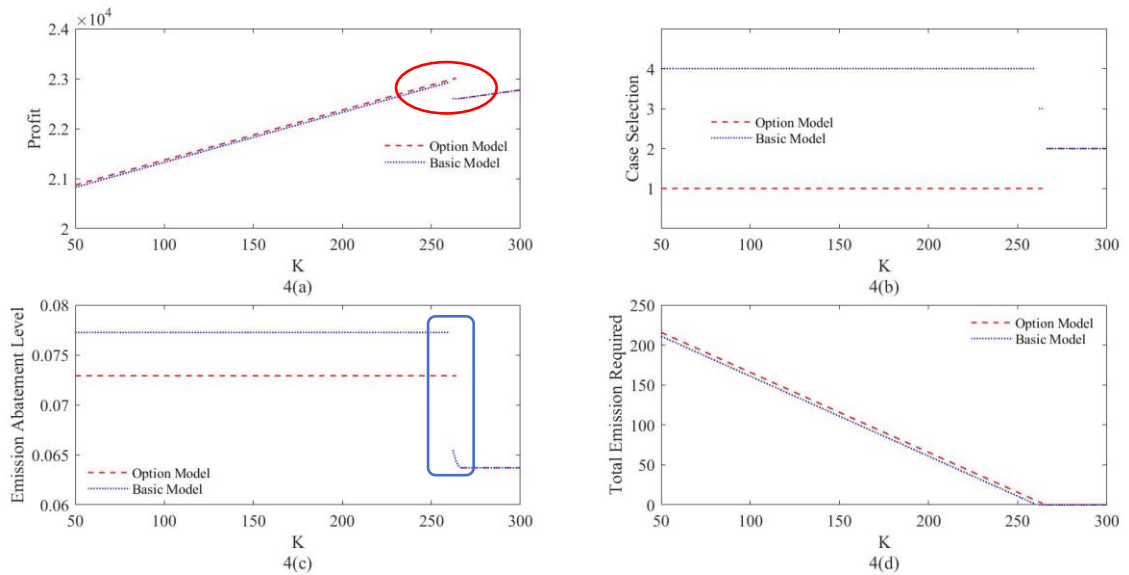 ×10⁴
2.4
2.3
2.2
2.1
2
Profit
Option Model
Basic Model
50 100 150 200 250 300
K
4(a)
4
3
2
1
Case Selection
Option Model
Basic Model
50 100 150 200 250 300
K
4(b)
0.08
0.075
0.07
0.065
0.06
Emission Abatement Level
Option Model
Basic Model
50 100 150 200 250 300
K
4(c)
250
200
150
100
50
0
Total Emission Required
Option Model
Basic Model
50 100 150 200 250 300
K
4(d)